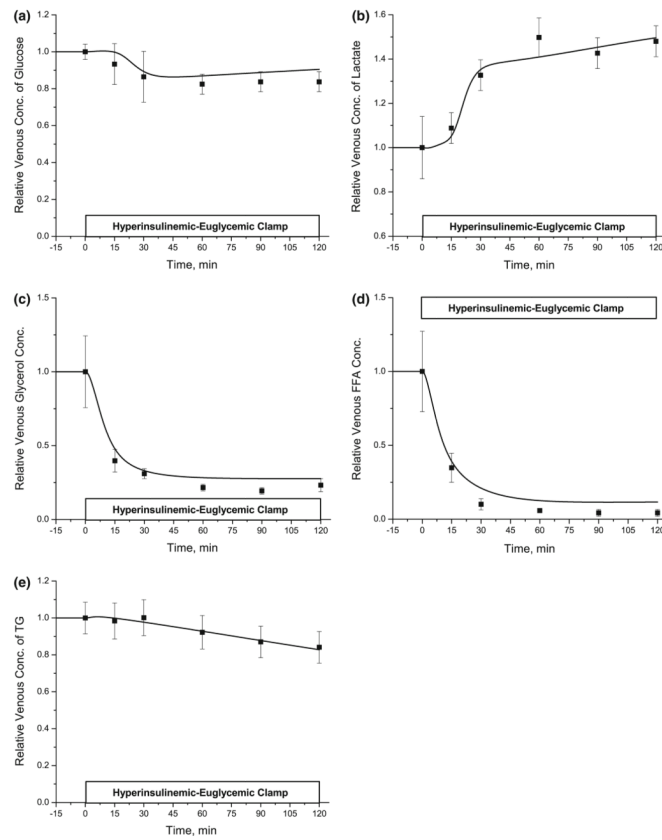 (a)
Relative Venous Conc. of Glucose
1.2
1.0
0.8
0.6
0.4
0.2
0.0
Hyperinsulinemic-Euglycemic Clamp
-15 0 15 30 45 60 75 90 105 120
Time, min
(b)
Relative Venous Conc. of Lactate
1.6
1.4
1.2
1.0
0.8
0.6
Hyperinsulinemic-Euglycemic Clamp
-15 0 15 30 45 60 75 90 105 120
Time, min
(c)
Relative Venous Glycerol Conc.
1.5
1.0
0.5
0.0
Hyperinsulinemic-Euglycemic Clamp
-15 0 15 30 45 60 75 90 105 120
Time, min
(d)
Relative Venous FFA Conc.
1.5
1.0
0.5
0.0
Hyperinsulinemic-Euglycemic Clamp
-15 0 15 30 45 60 75 90 105 120
Time, min
(e)
Relative Venous Conc. of TG
1.2
1.0
0.8
0.6
0.4
0.2
0.0
Hyperinsulinemic-Euglycemic Clamp
-15 0 15 30 45 60 75 90 105 120
Time, min